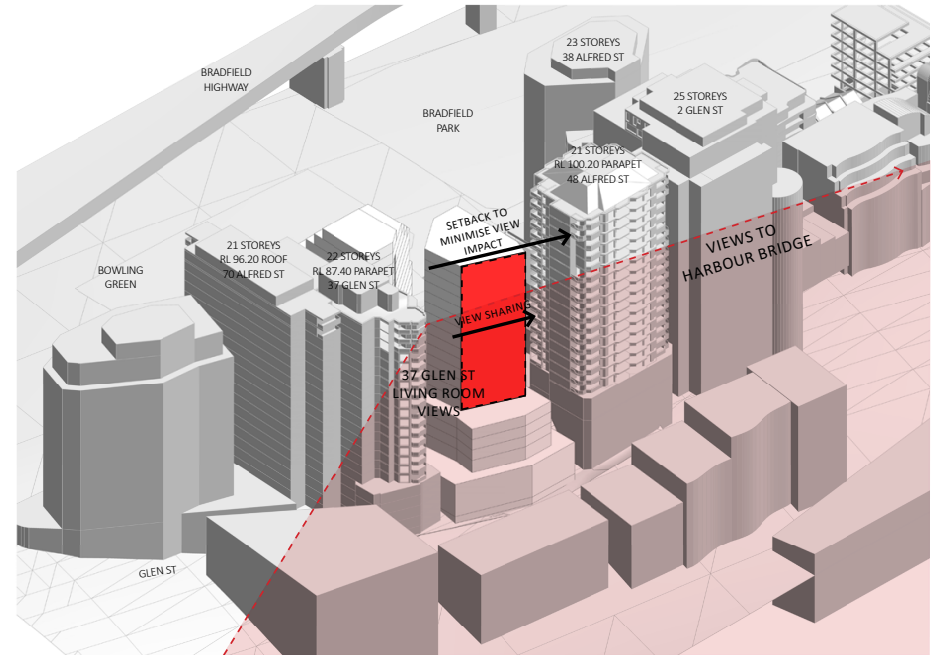 23 STOREYS
38 ALFRED ST
BRADFIELD
HIGHWAY
25 STOREYS
2 GLEN ST
BRADFIELD
PARK
21 STOREYS
RL 100.20 PARAPET
48 ALFRED ST
SETBACK TO
MINIMISE VIEW
IMPACT
VIEWS TO
HARBOUR BRIDGE
21 STOREYS
RL 96.20 ROOF
70 ALFRED ST
22 STOREYS
RL 87.40 PARAPET
37 GLEN ST
BOWLING
GREEN
VIEW SHARING
37 GLEN ST
LIVING ROOM
VIEWS
GLEN ST